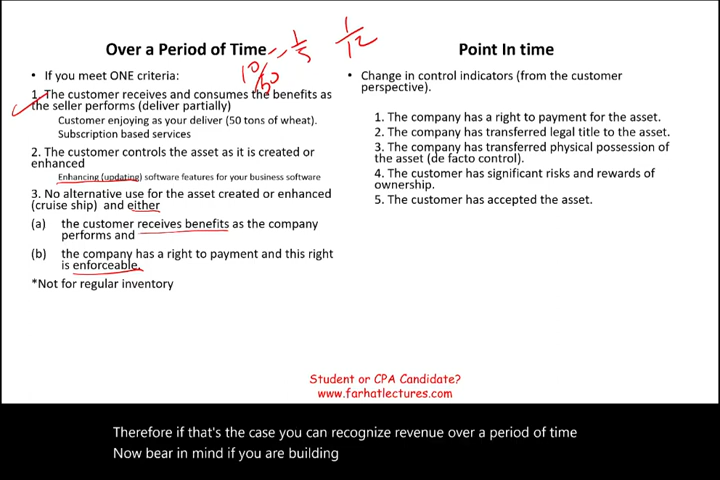 Over a Period of Time
10/50 = 1/5
1/12
Point In time
• If you meet ONE criteria:
1. The customer receives and consumes the benefits as
the seller performs (deliver partially)
Customer enjoying as your deliver (50 tons of wheat).
Subscription based services
2. The customer controls the asset as it is created or
enhanced
Enhancing (updating) software features for your business software
3. No alternative use for the asset created or enhanced
(cruise ship) and either
(a) the customer receives benefits as the company
performs and
(b) the company has a right to payment and this right
is enforceable.
*Not for regular inventory
• Change in control indicators (from the customer
perspective).
1. The company has a right to payment for the asset.
2. The company has transferred legal title to the asset.
3. The company has transferred physical possession of
the asset (de facto control).
4. The customer has significant risks and rewards of
ownership.
5. The customer has accepted the asset.
Student or CPA Candidate?
www.farhatlectures.com
Therefore if that's the case you can recognize revenue over a period of time
Now bear in mind if you are building